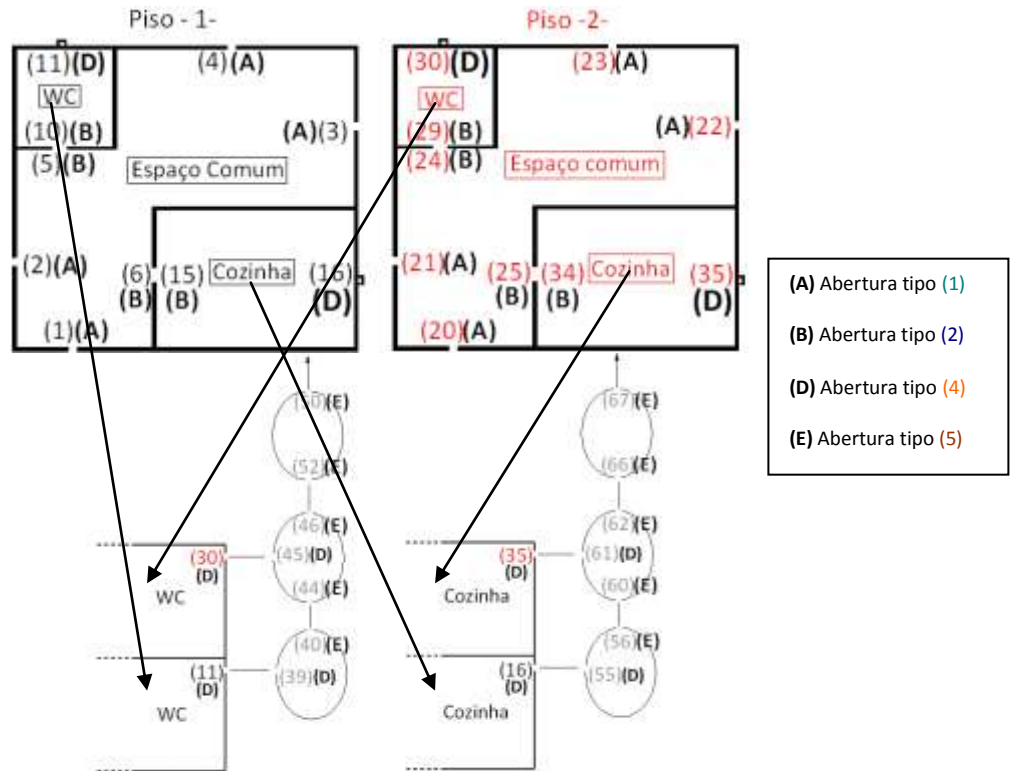 Piso - 1-
(11)(D)
(4)(A)
WC
(10)(B)
(A)(3)
(5)(B)
Espaço Comum
(2)(A)
(6)
(B)
(15)
(B)
Cozinha
(16)
(D)
(1)(A)
Piso -2-
(30)(D)
(23)(A)
WC
(29)(B)
(A)(22)
(24)(B)
Espaço comum
(21)(A)
(25)
(B)
(34)
(B)
Cozinha
(35)
(D)
(20)(A)
(A) Abertura tipo (1)
(B) Abertura tipo (2)
(D) Abertura tipo (4)
(E) Abertura tipo (5)
(50)(E)
(52)(E)
(46)(E)
(45)(D)
(44)(E)
(40)(E)
(39)(D)
(30)
(D)
WC
(11)
(D)
WC
(67)(E)
(66)(E)
(62)(E)
(61)(D)
(60)(E)
(56)(E)
(55)(D)
(35)
(D)
Cozinha
(16)
(D)
Cozinha